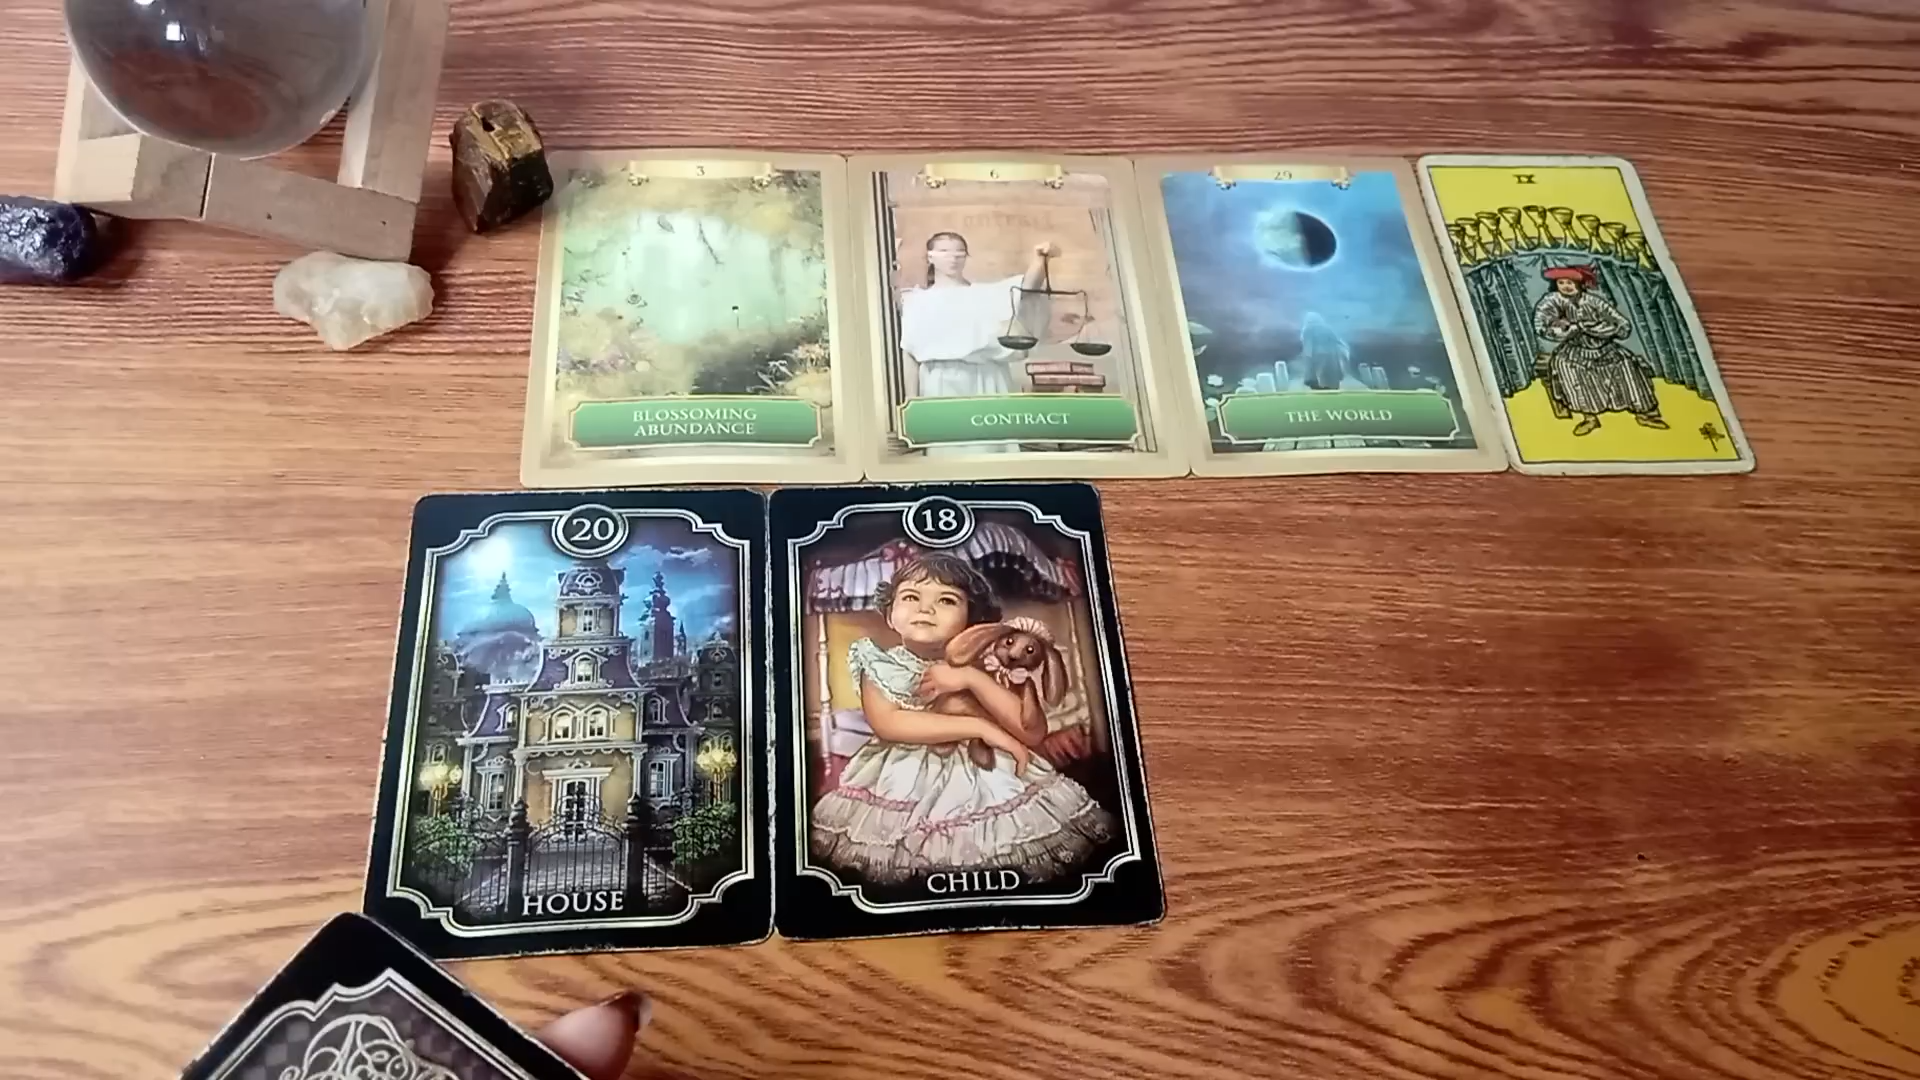 3
BLOSSOMING
ABUNDANCE
6
CONTRACT
29
THE WORLD
IX
20
HOUSE
18
CHILD